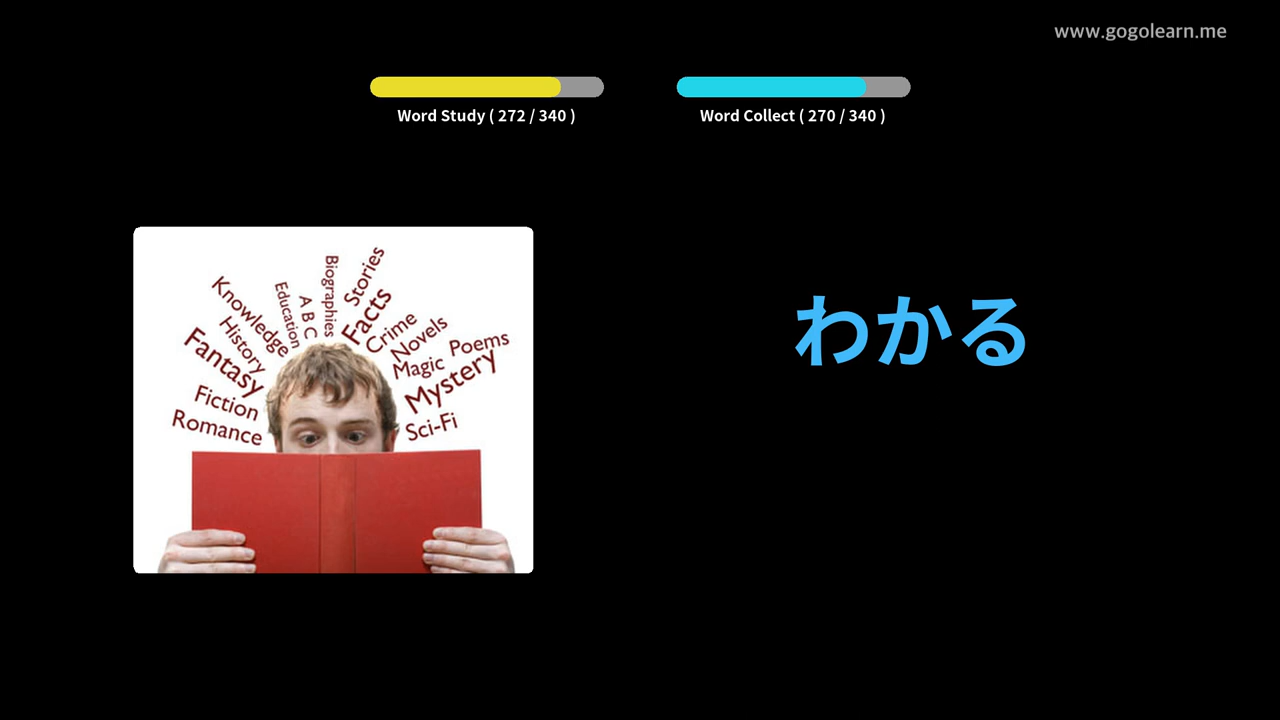 www.gogolearn.me
Word Study ( 272 / 340 )
Word Collect ( 270 / 340 )
Knowledge
Education
A B C
Biographies
Stories
Facts
Crime
Novels
Poems
Magic
Mystery
Sci-Fi
History
Fantasy
Fiction
Romance
わかる